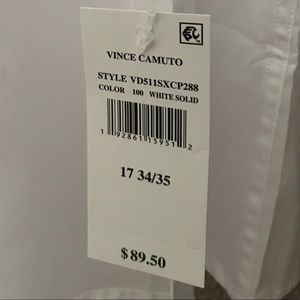 VINCE CAMUTO
STYLE VD511SXCP288
COLOR 100 WHITE SOLID
1 92861 15951 2
17 34/35
$89.50